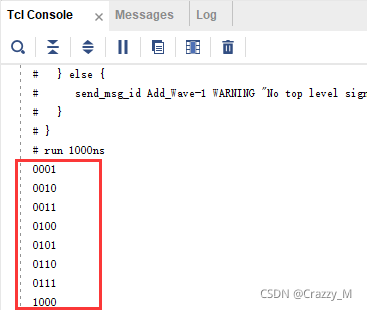 Tcl Console × Messages Log
# } else {
# send_msg_id Add_Wave-1 WARNING "No top level sign
# }
# }
# run 1000ns
0001
0010
0011
0100
0101
0110
0111
1000
CSDN @Crazzy_M